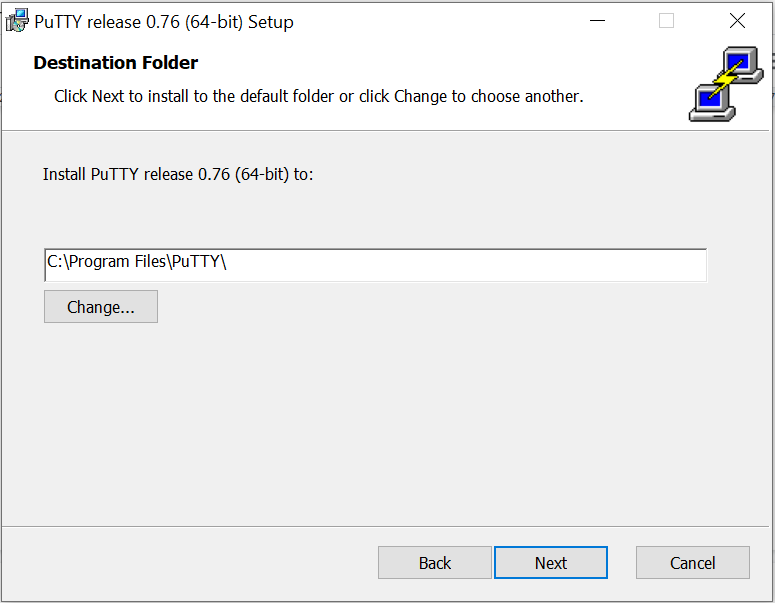 PuTTY release 0.76 (64-bit) Setup
Destination Folder
Click Next to install to the default folder or click Change to choose another.
Install PuTTY release 0.76 (64-bit) to:
C:\Program Files\PuTTY\
Change...
Back Next Cancel